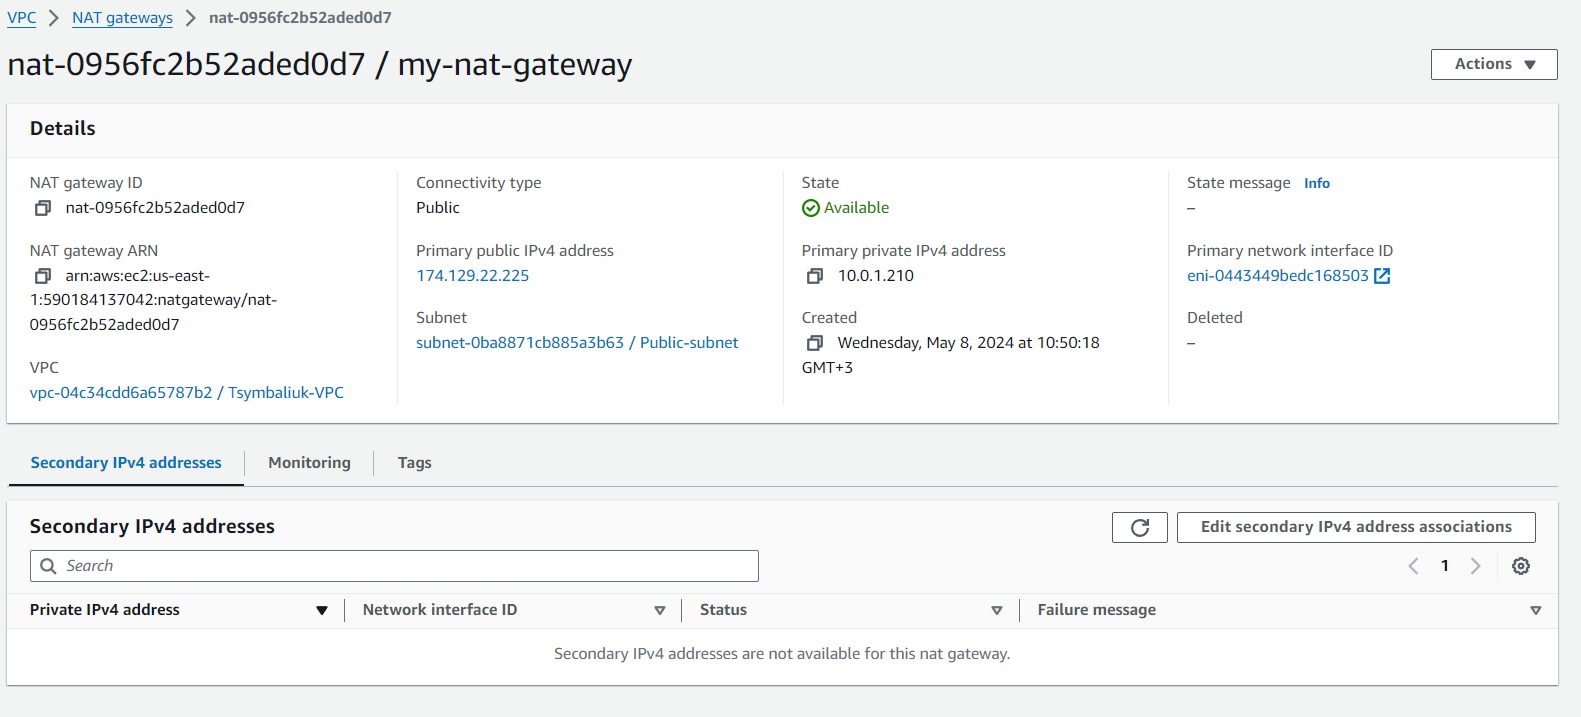 VPC > NAT gateways > nat-0956fc2b52aded0d7
nat-0956fc2b52aded0d7 / my-nat-gateway
Actions
Details
NAT gateway ID
nat-0956fc2b52aded0d7
NAT gateway ARN
arn:aws:ec2:us-east-
1:590184137042:natgateway/nat-
0956fc2b52aded0d7
VPC
vpc-04c34cdd6a65787b2 / Tsymbaliuk-VPC
Connectivity type
Public
Primary public IPv4 address
174.129.22.225
Subnet
subnet-0ba8871cb885a3b63 / Public-subnet
State
Available
Primary private IPv4 address
10.0.1.210
Created
Wednesday, May 8, 2024 at 10:50:18
GMT+3
State message Info
–
Primary network interface ID
eni-0443449bedc168503
Deleted
–
Secondary IPv4 addresses
Monitoring
Tags
Secondary IPv4 addresses
Edit secondary IPv4 address associations
Search
1
Private IPv4 address
Network interface ID
Status
Failure message
Secondary IPv4 addresses are not available for this nat gateway.